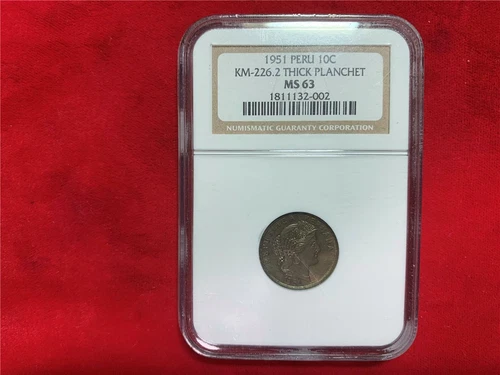 1951 PERU 10C
KM-226.2 THICK PLANCHET
MS 63
1811132-002
NUMISMATIC GUARANTY CORPORATION